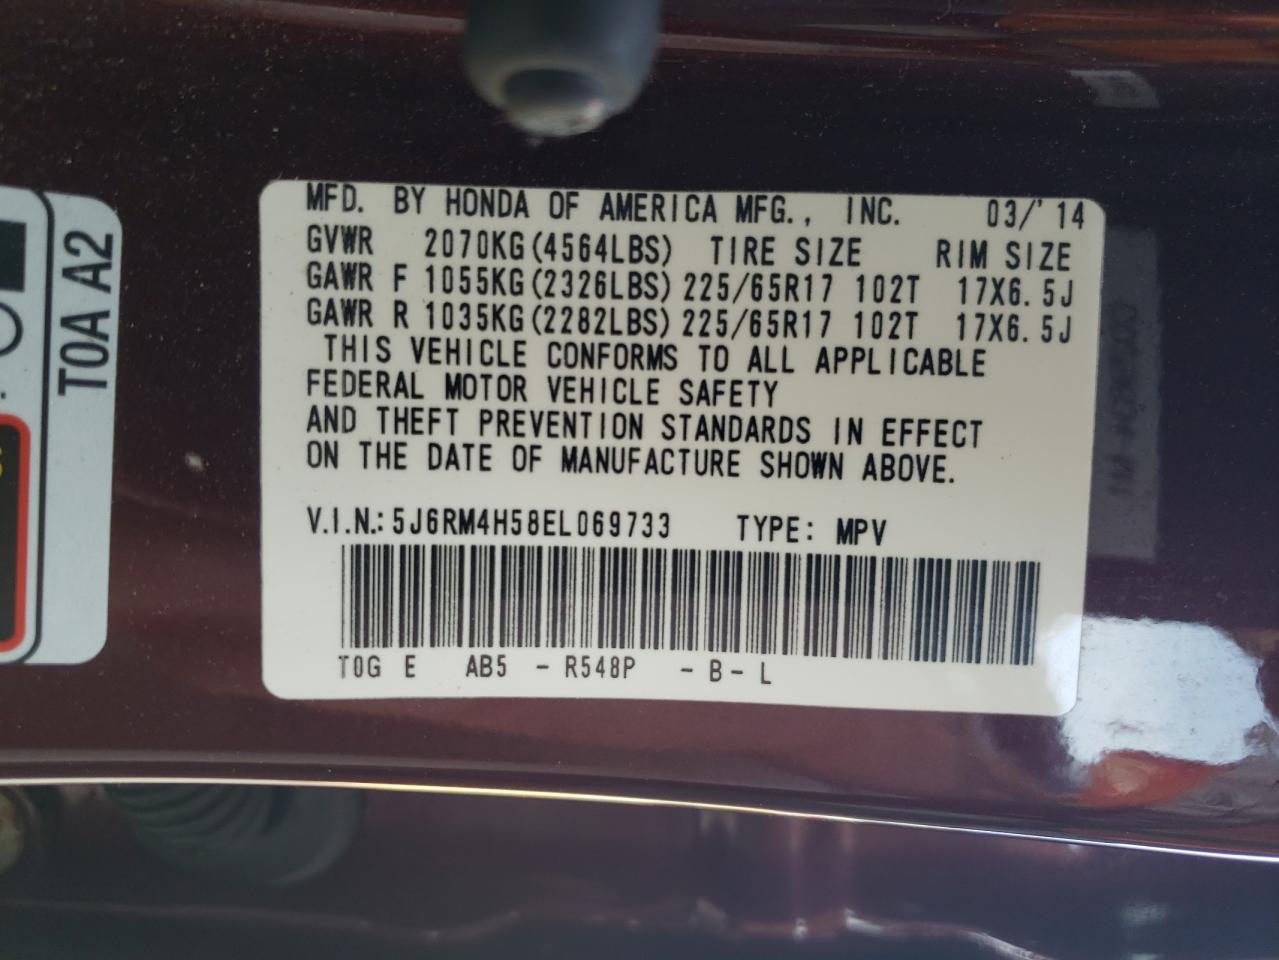 T0A A2
MFD. BY HONDA OF AMERICA MFG., INC. 03/'14
GVWR 2070KG(4564LBS) TIRE SIZE RIM SIZE
GAWR F 1055KG(2326LBS) 225/65R17 102T 17X6.5J
GAWR R 1035KG(2282LBS) 225/65R17 102T 17X6.5J
THIS VEHICLE CONFORMS TO ALL APPLICABLE
FEDERAL MOTOR VEHICLE SAFETY
AND THEFT PREVENTION STANDARDS IN EFFECT
ON THE DATE OF MANUFACTURE SHOWN ABOVE.
V.I.N.: 5J6RM4H58EL069733 TYPE: MPV
T0G E AB5 - R548P - B - L